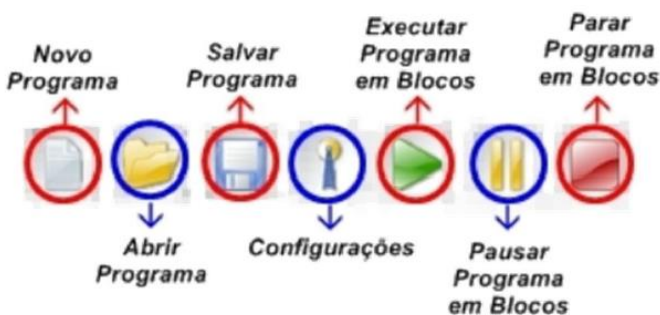 Novo
Programa
Salvar
Programa
Executar
Programa
em Blocos
Parar
Programa
em Blocos
Abrir
Programa
Configurações
Pausar
Programa
em Blocos